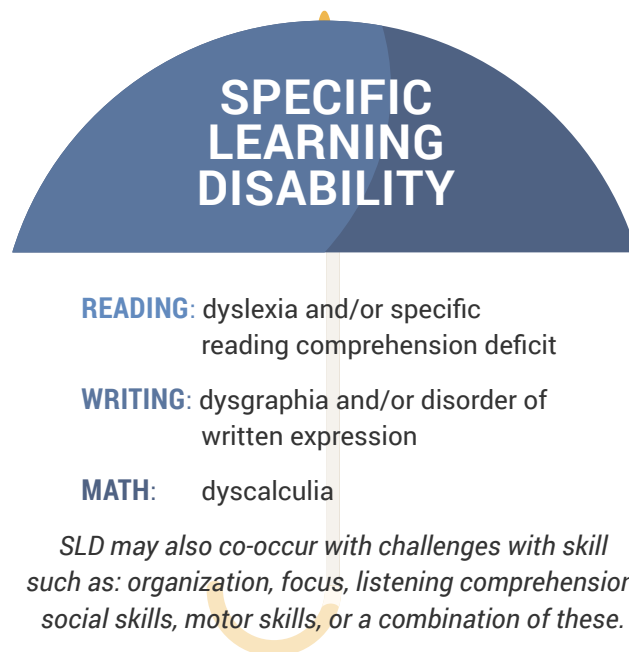 SPECIFIC
LEARNING
DISABILITY
READING: dyslexia and/or specific
reading comprehension deficit
WRITING: dysgraphia and/or disorder of
written expression
MATH: dyscalculia
SLD may also co-occur with challenges with skill
such as: organization, focus, listening comprehension
social skills, motor skills, or a combination of these.